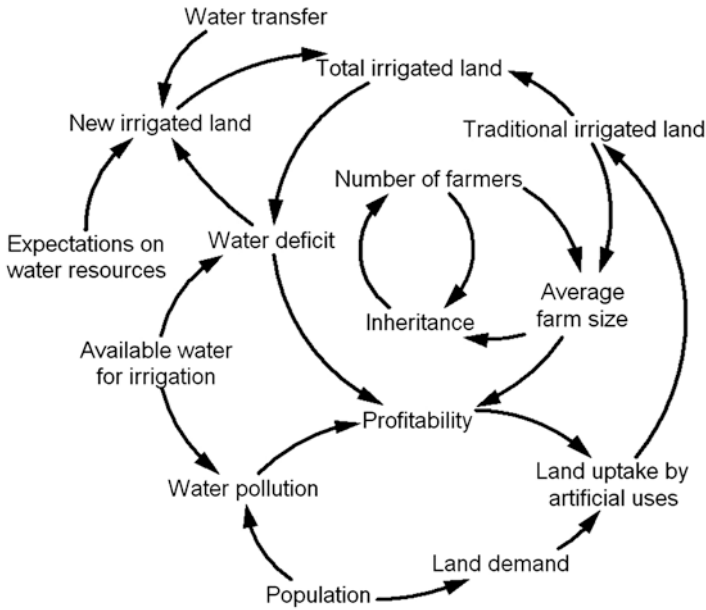 Water transfer
Total irrigated land
New irrigated land
Traditional irrigated land
Number of farmers
Expectations on
water resources
Water deficit
Average
farm size
Inheritance
Available water
for irrigation
Profitability
Land uptake by
artificial uses
Water pollution
Land demand
Population